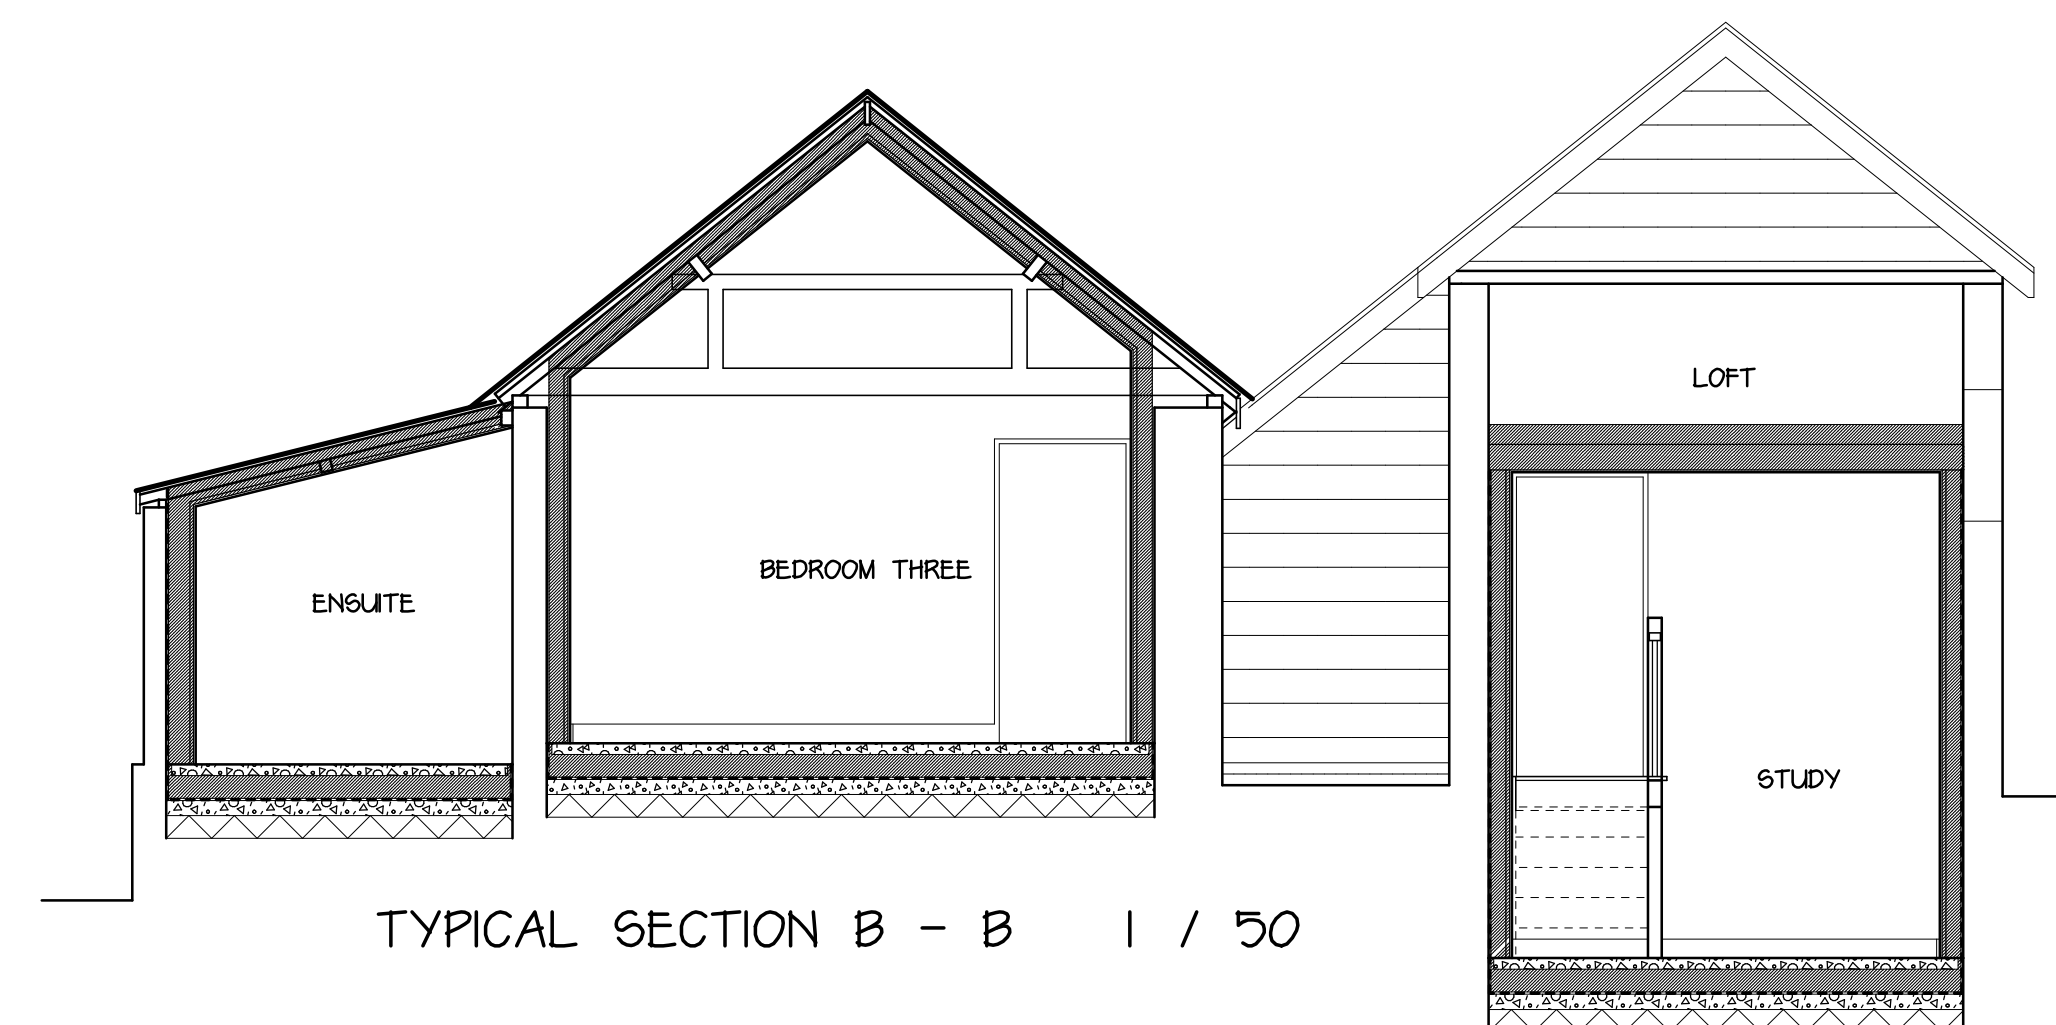 LOFT
BEDROOM THREE
ENSUITE
STUDY
TYPICAL SECTION B - B 1 / 50